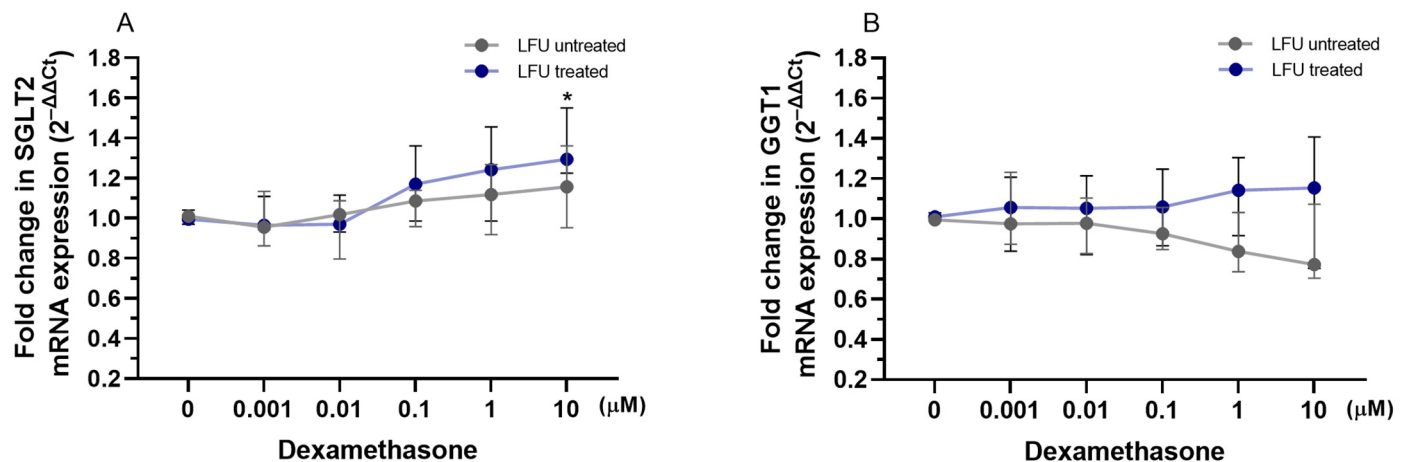 A
LFU untreated
LFU treated
Fold change in SGLT2
mRNA expression (2⁻ΔΔCt)
1.8
1.6
1.4
1.2
1.0
0.8
0.6
0.4
0.2
*
0 0.001 0.01 0.1 1 10 (μM)
Dexamethasone
B
LFU untreated
LFU treated
Fold change in GGT1
mRNA expression (2⁻ΔΔCt)
1.8
1.6
1.4
1.2
1.0
0.8
0.6
0.4
0.2
0 0.001 0.01 0.1 1 10 (μM)
Dexamethasone